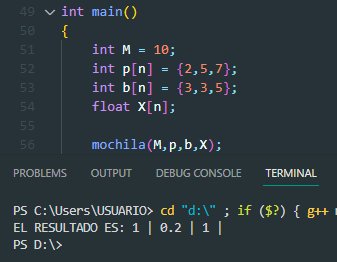 49 int main()
50 {
51 int M = 10;
52 int p[n] = {2,5,7};
53 int b[n] = {3,3,5};
54 float X[n];
55
56 mochila(M,p,b,X);
PROBLEMS OUTPUT DEBUG CONSOLE TERMINAL
PS C:\Users\USUARIO> cd "d:\" ; if ($?) { g++
EL RESULTADO ES: 1 | 0.2 | 1 |
PS D:\>